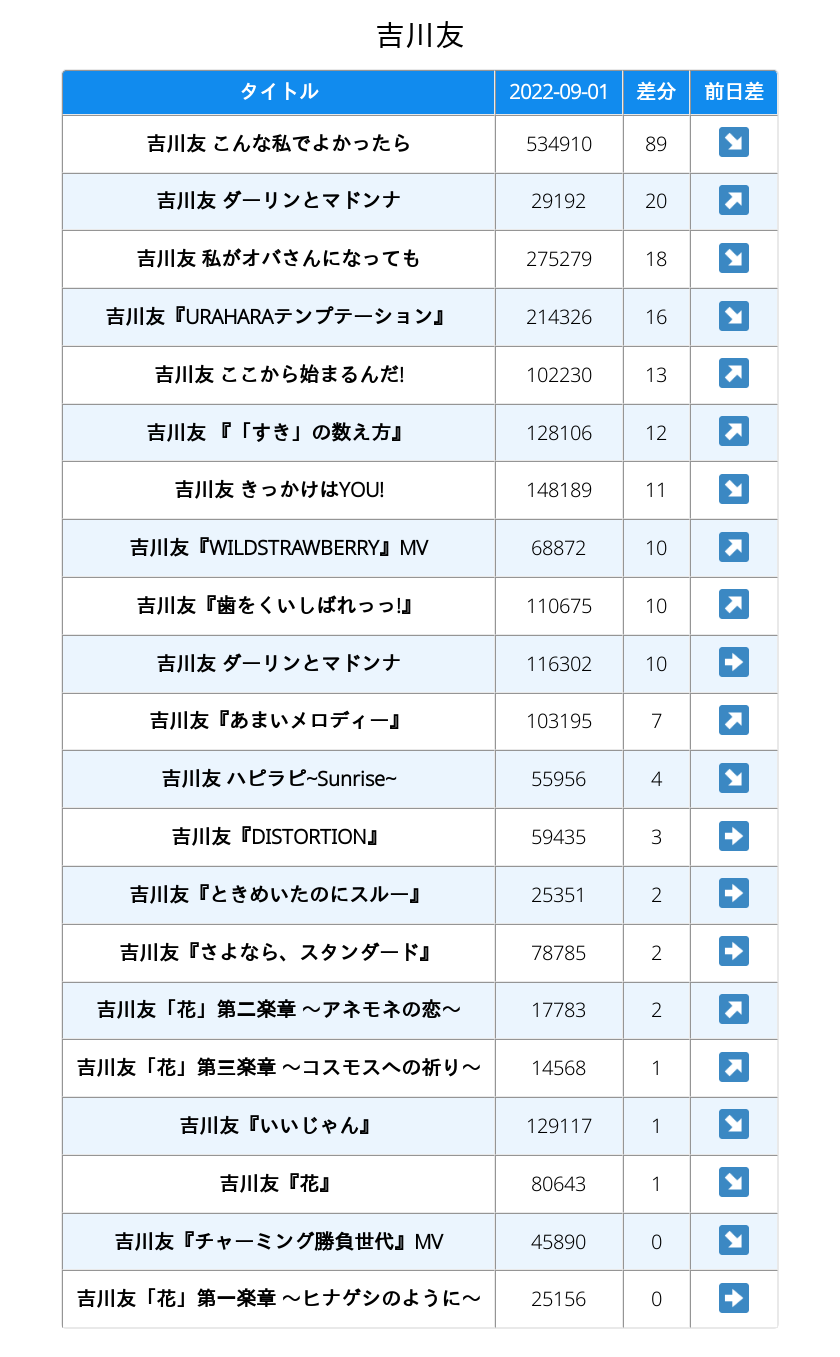 吉川友
タイトル 2022-09-01 差分 前日差
吉川友 こんな私でよかったら 534910 89 ↘
吉川友 ダーリンとマドンナ 29192 20 ↗
吉川友 私がオバさんになっても 275279 18 ↘
吉川友『URAHARAテンプテーション』 214326 16 ↘
吉川友 ここから始まるんだ! 102230 13 ↗
吉川友 『「すき」の数え方』 128106 12 ↗
吉川友 きっかけはYOU! 148189 11 ↘
吉川友『WILDSTRAWBERRY』MV 68872 10 ↗
吉川友『歯をくいしばれっっ!』 110675 10 ↗
吉川友 ダーリンとマドンナ 116302 10 →
吉川友『あまいメロディー』 103195 7 ↗
吉川友 ハピラピ~Sunrise~ 55956 4 ↘
吉川友『DISTORTION』 59435 3 →
吉川友『ときめいたのにスルー』 25351 2 →
吉川友『さよなら、スタンダード』 78785 2 →
吉川友「花」第二楽章 ～アネモネの恋～ 17783 2 ↗
吉川友「花」第三楽章 ～コスモスへの祈り～ 14568 1 ↗
吉川友『いいじゃん』 129117 1 ↘
吉川友『花』 80643 1 ↘
吉川友『チャーミング勝負世代』MV 45890 0 ↘
吉川友「花」第一楽章 ～ヒナゲシのように～ 25156 0 →